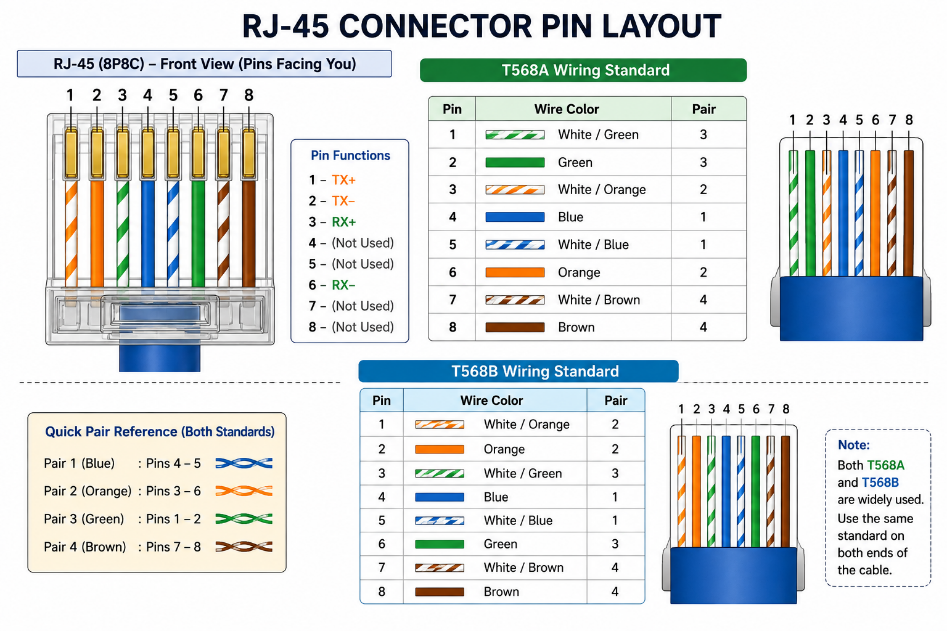 RJ-45 CONNECTOR PIN LAYOUT
RJ-45 (8P8C) – Front View (Pins Facing You)
1 2 3 4 5 6 7 8
Pin Functions
1 – TX+
2 – TX–
3 – RX+
4 – (Not Used)
5 – (Not Used)
6 – RX–
7 – (Not Used)
8 – (Not Used)
T568A Wiring Standard
Pin Wire Color Pair
1 White / Green 3
2 Green 3
3 White / Orange 2
4 Blue 1
5 White / Blue 1
6 Orange 2
7 White / Brown 4
8 Brown 4
1 2 3 4 5 6 7 8
Quick Pair Reference (Both Standards)
Pair 1 (Blue) : Pins 4 – 5
Pair 2 (Orange) : Pins 3 – 6
Pair 3 (Green) : Pins 1 – 2
Pair 4 (Brown) : Pins 7 – 8
T568B Wiring Standard
Pin Wire Color Pair
1 White / Orange 2
2 Orange 2
3 White / Green 3
4 Blue 1
5 White / Blue 1
6 Green 3
7 White / Brown 4
8 Brown 4
1 2 3 4 5 6 7 8
Note:
Both T568A
and T568B
are widely used.
Use the same
standard on
both ends of
the cable.